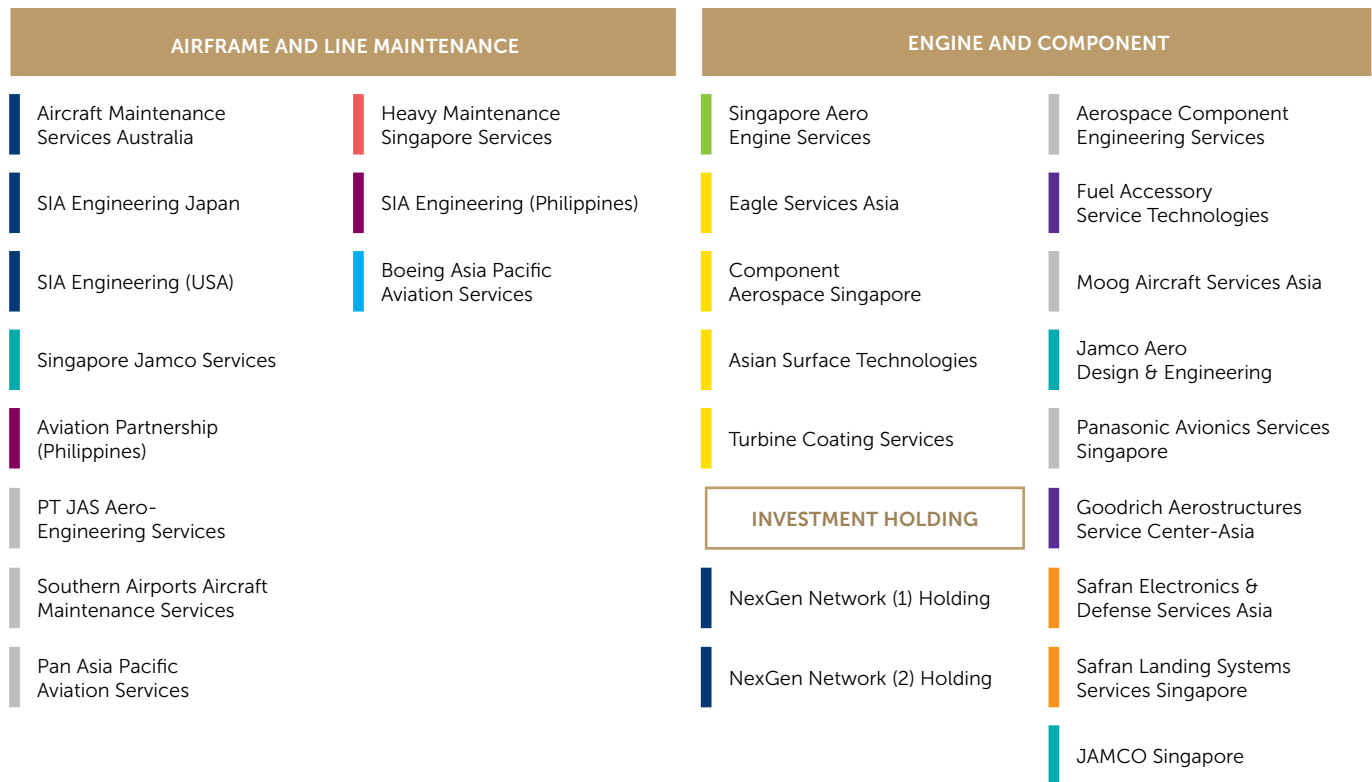 AIRFRAME AND LINE MAINTENANCE
Aircraft Maintenance
Services Australia
SIA Engineering Japan
SIA Engineering (USA)
Singapore Jamco Services
Aviation Partnership
(Philippines)
PT JAS Aero-
Engineering Services
Southern Airports Aircraft
Maintenance Services
Pan Asia Pacific
Aviation Services
Heavy Maintenance
Singapore Services
SIA Engineering (Philippines)
Boeing Asia Pacific
Aviation Services
ENGINE AND COMPONENT
Singapore Aero
Engine Services
Eagle Services Asia
Component
Aerospace Singapore
Asian Surface Technologies
Turbine Coating Services
INVESTMENT HOLDING
NexGen Network (1) Holding
NexGen Network (2) Holding
Aerospace Component
Engineering Services
Fuel Accessory
Service Technologies
Moog Aircraft Services Asia
Jamco Aero
Design & Engineering
Panasonic Avionics Services
Singapore
Goodrich Aerostructures
Service Center-Asia
Safran Electronics &
Defense Services Asia
Safran Landing Systems
Services Singapore
JAMCO Singapore